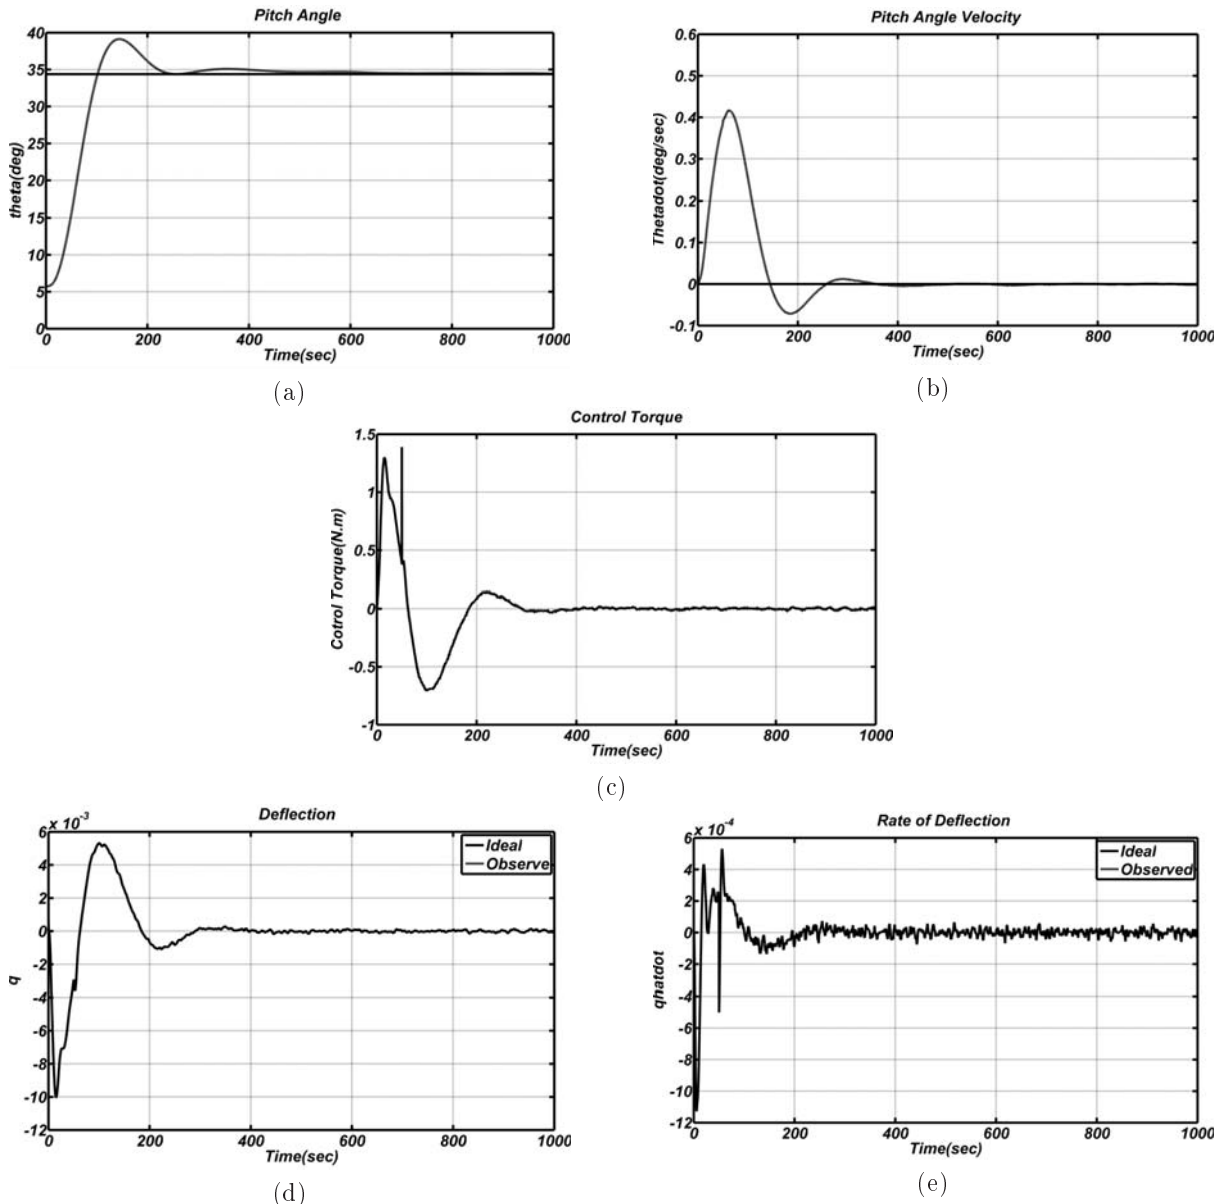 Pitch Angle
40
35
30
25
20
15
10
5
0
theta(deg)
0 200 400 600 800 1000
Time(sec)
(a)
Pitch Angle Velocity
0.6
0.5
0.4
0.3
0.2
0.1
0
-0.1
Thetadot(deg/sec)
0 200 400 600 800 1000
Time(sec)
(b)
Control Torque
1.5
1
0.5
0
-0.5
-1
Cotrol Torque(N.m)
0 200 400 600 800 1000
Time(sec)
(c)
Deflection
x 10-3
6
4
2
0
-2
-4
-6
-8
-10
-12
q
Ideal
Observe
0 200 400 600 800 1000
Time(sec)
(d)
Rate of Deflection
x 10-4
6
4
2
0
-2
-4
-6
-8
-10
-12
qhatdot
Ideal
Observed
0 200 400 600 800 1000
Time(sec)
(e)